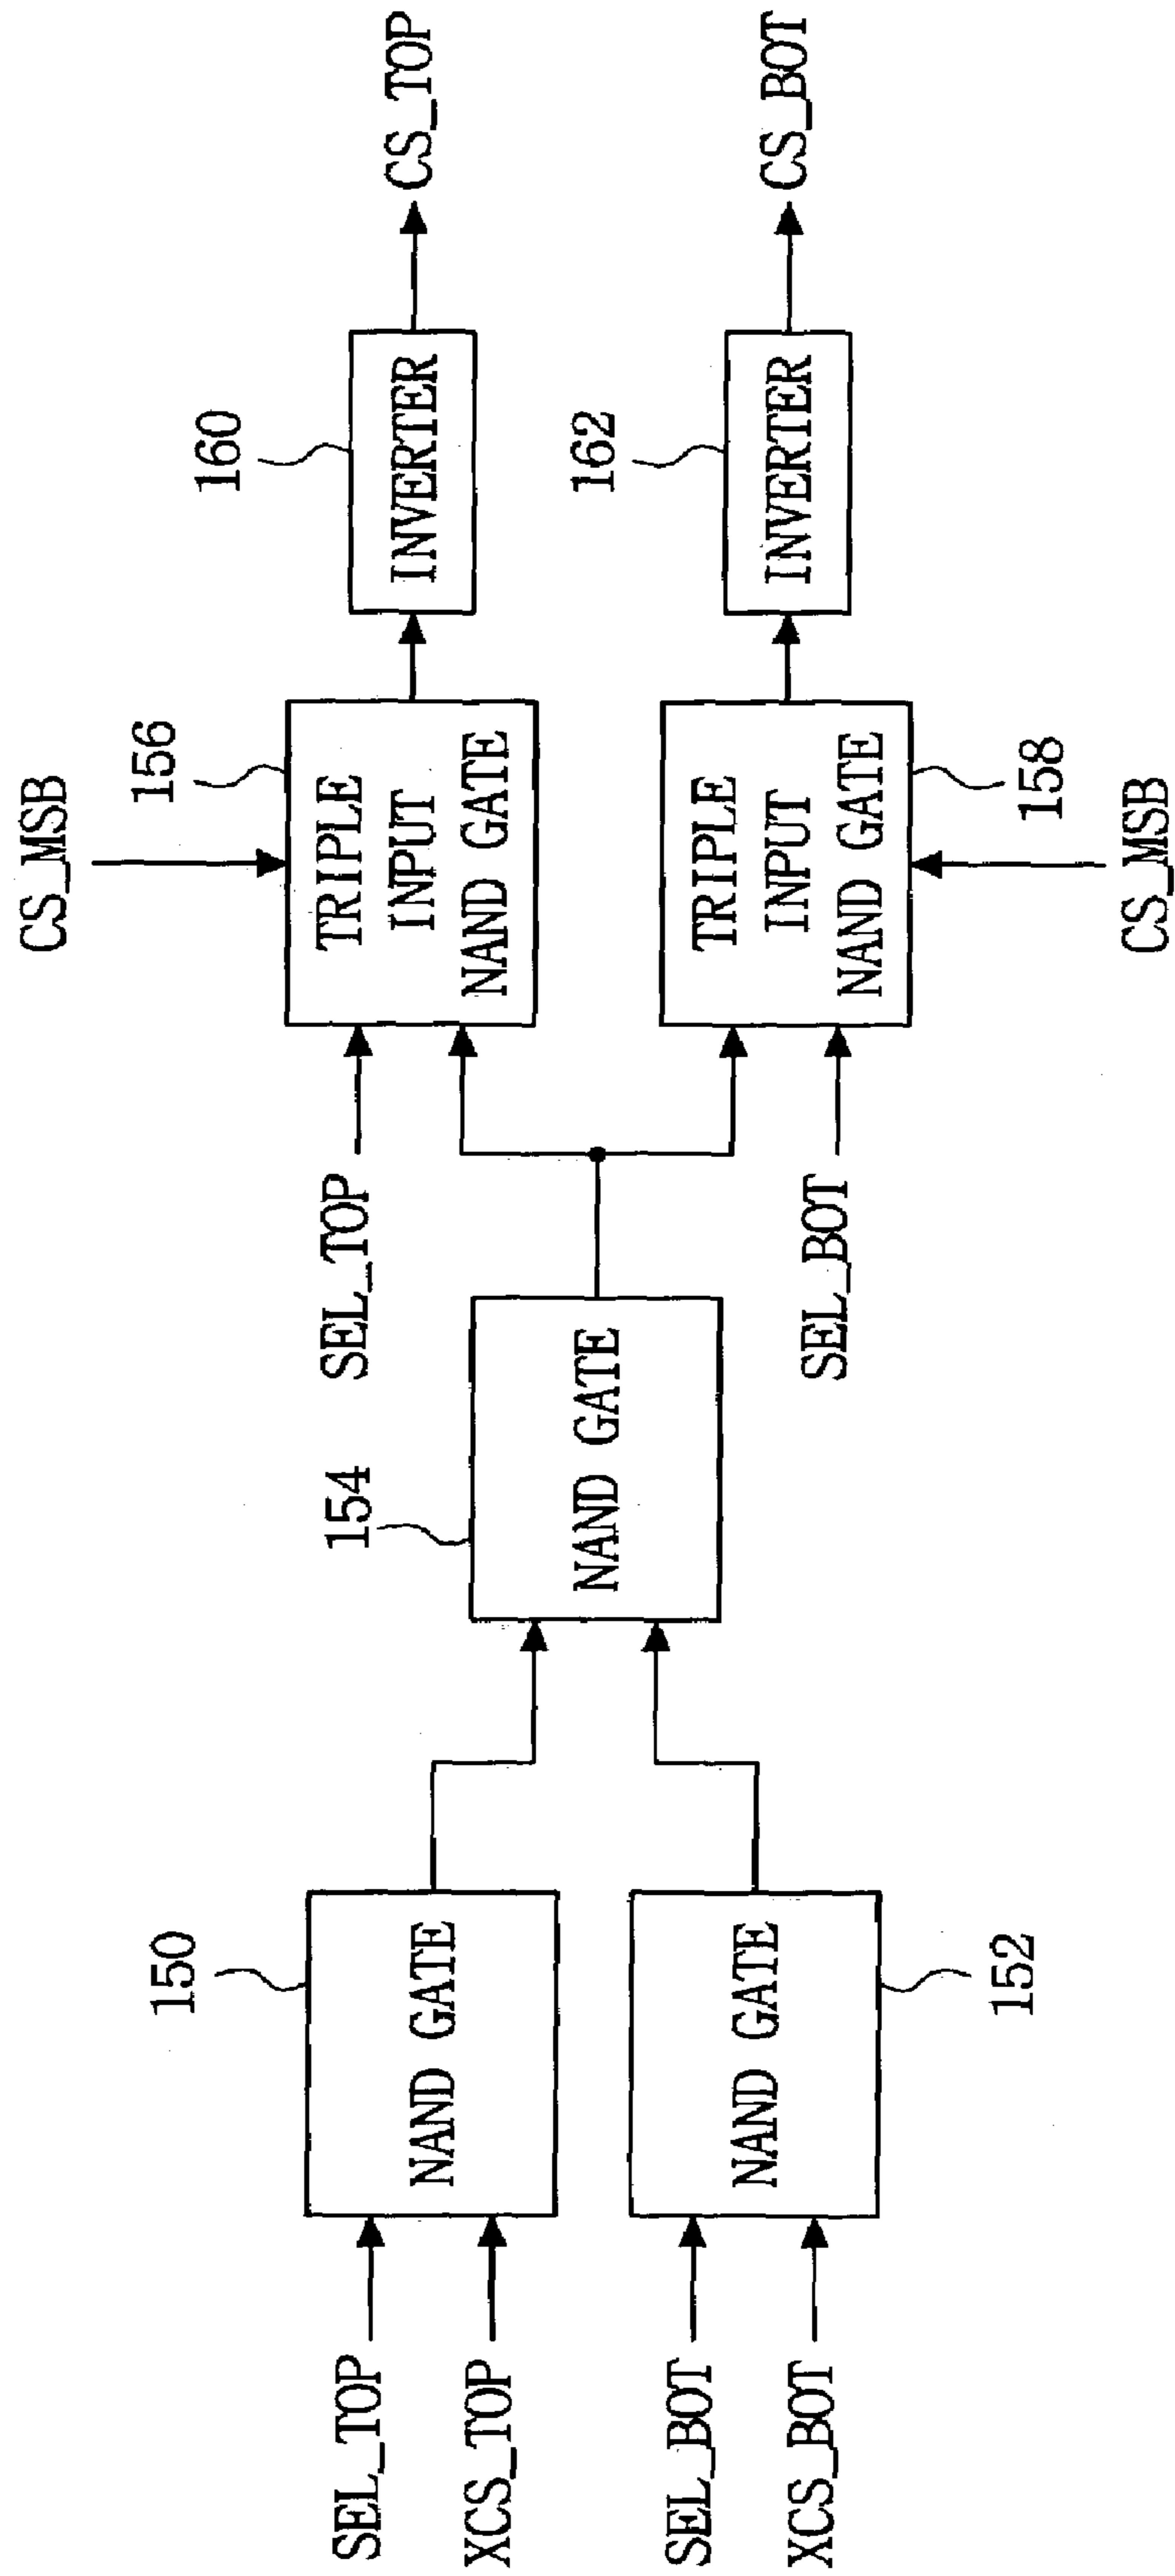 SEL_TOP
XCS_TOP
SEL_BOT
XCS_BOT
150
NAND GATE
152
NAND GATE
154
NAND GATE
SEL_TOP
SEL_BOT
CS_MSB
156
TRIPLE
INPUT
NAND GATE
TRIPLE
INPUT
NAND GATE
158
CS_MSB
160
INVERTER
162
INVERTER
CS_TOP
CS_BOT